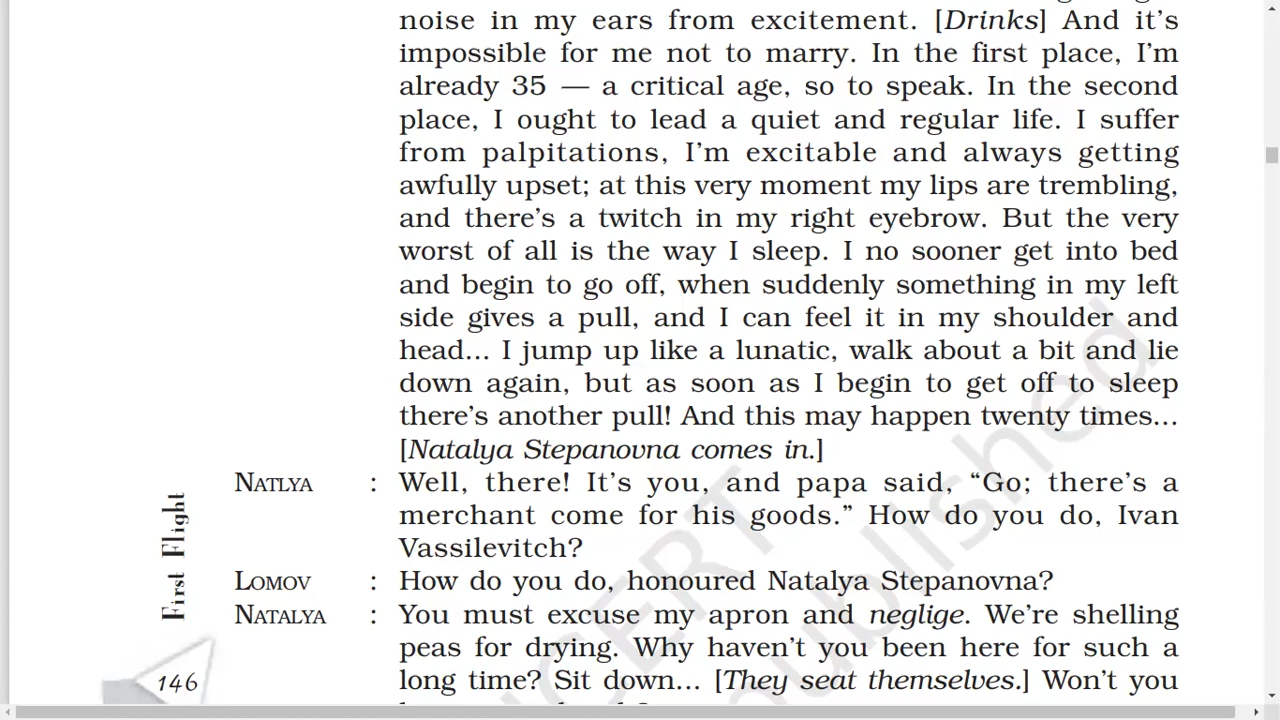 noise in my ears from excitement. [Drinks] And it's
impossible for me not to marry. In the first place, I'm
already 35 — a critical age, so to speak. In the second
place, I ought to lead a quiet and regular life. I suffer
from palpitations, I'm excitable and always getting
awfully upset; at this very moment my lips are trembling,
and there's a twitch in my right eyebrow. But the very
worst of all is the way I sleep. I no sooner get into bed
and begin to go off, when suddenly something in my left
side gives a pull, and I can feel it in my shoulder and
head... I jump up like a lunatic, walk about a bit and lie
down again, but as soon as I begin to get off to sleep
there's another pull! And this may happen twenty times...
[Natalya Stepanovna comes in.]
NATLYA : Well, there! It's you, and papa said, “Go; there's a
merchant come for his goods.” How do you do, Ivan
Vassilevitch?
LOMOV : How do you do, honoured Natalya Stepanovna?
NATALYA : You must excuse my apron and neglige. We're shelling
peas for drying. Why haven't you been here for such a
long time? Sit down... [They seat themselves.] Won't you
First Flight
146
NCERT
published